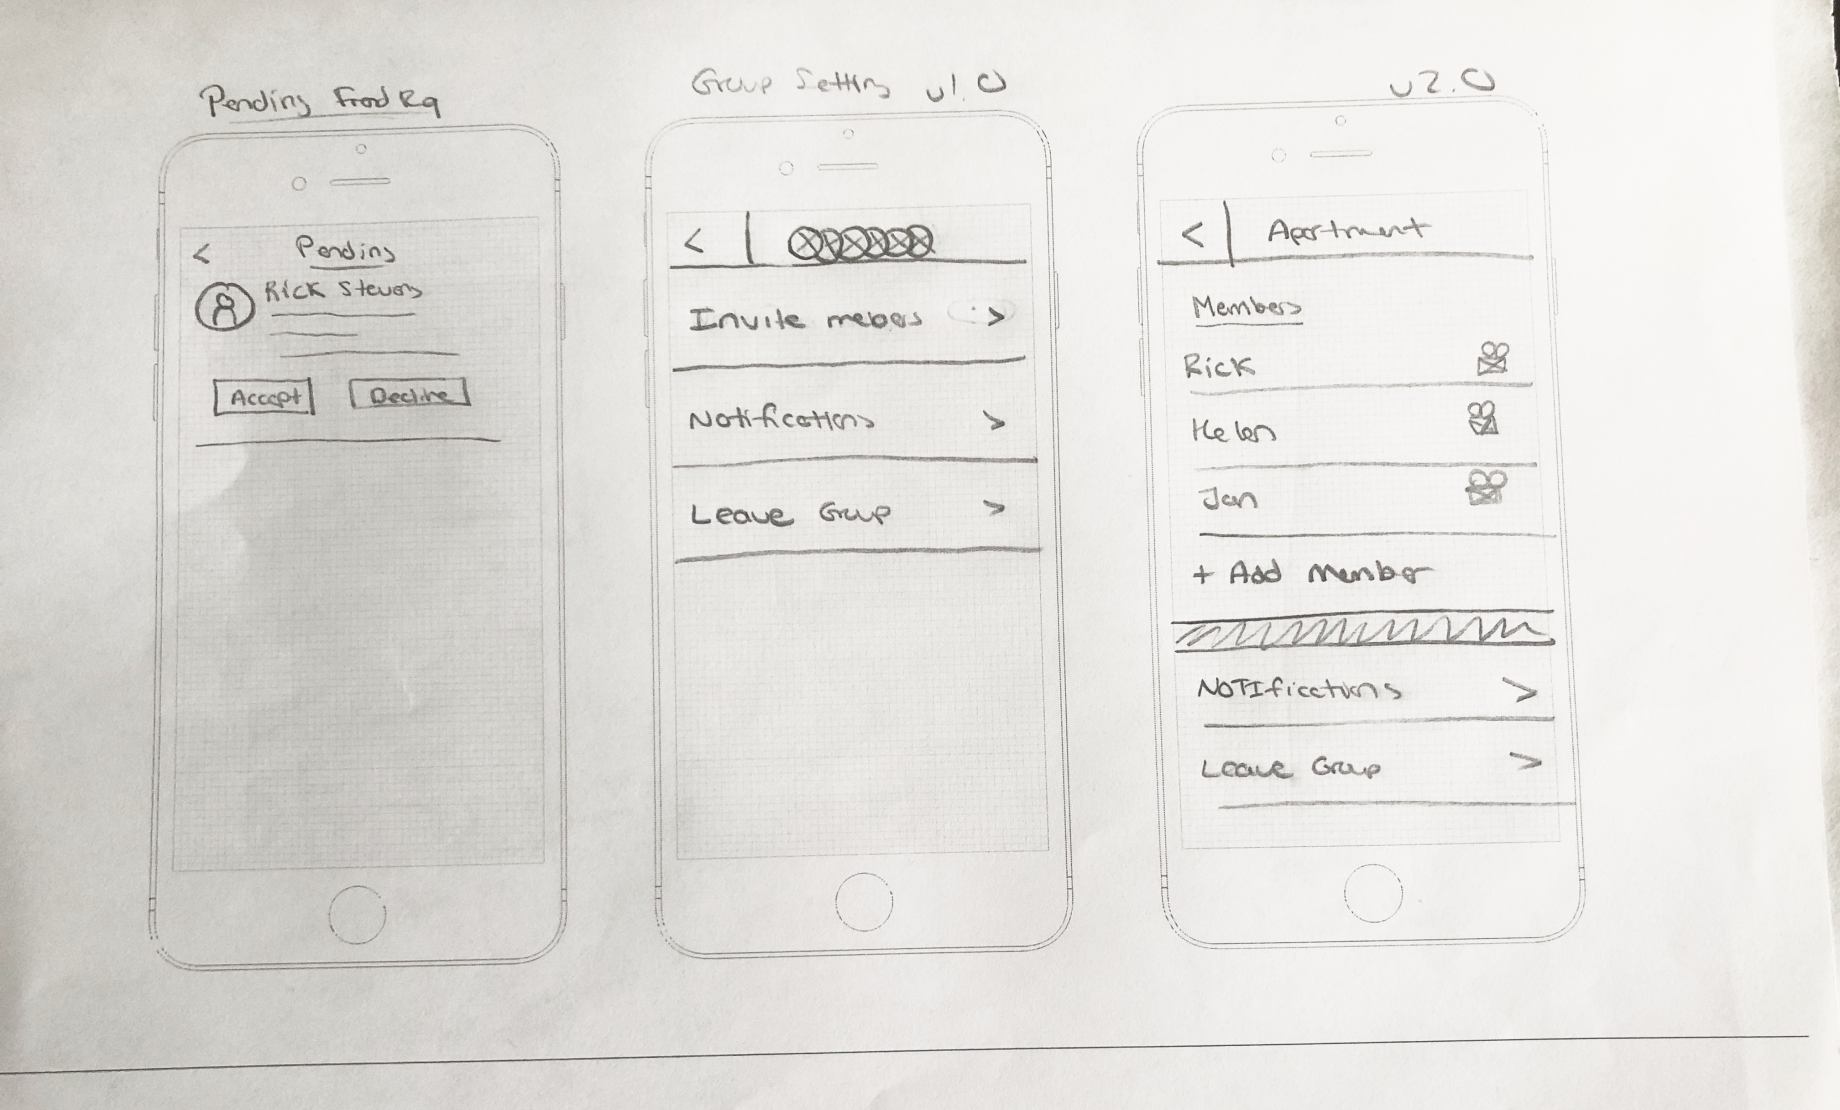 Pending Frnd Rq
<
Pending
Rick Stevens
Accept
Decline
Group Setting v1.0
<
Invite mebers >
Notifications >
Leave Group >
v2.0
< Apartment
Members
Rick
Helen
Jan
+ Add Member
NOTIfications >
Leave Group >